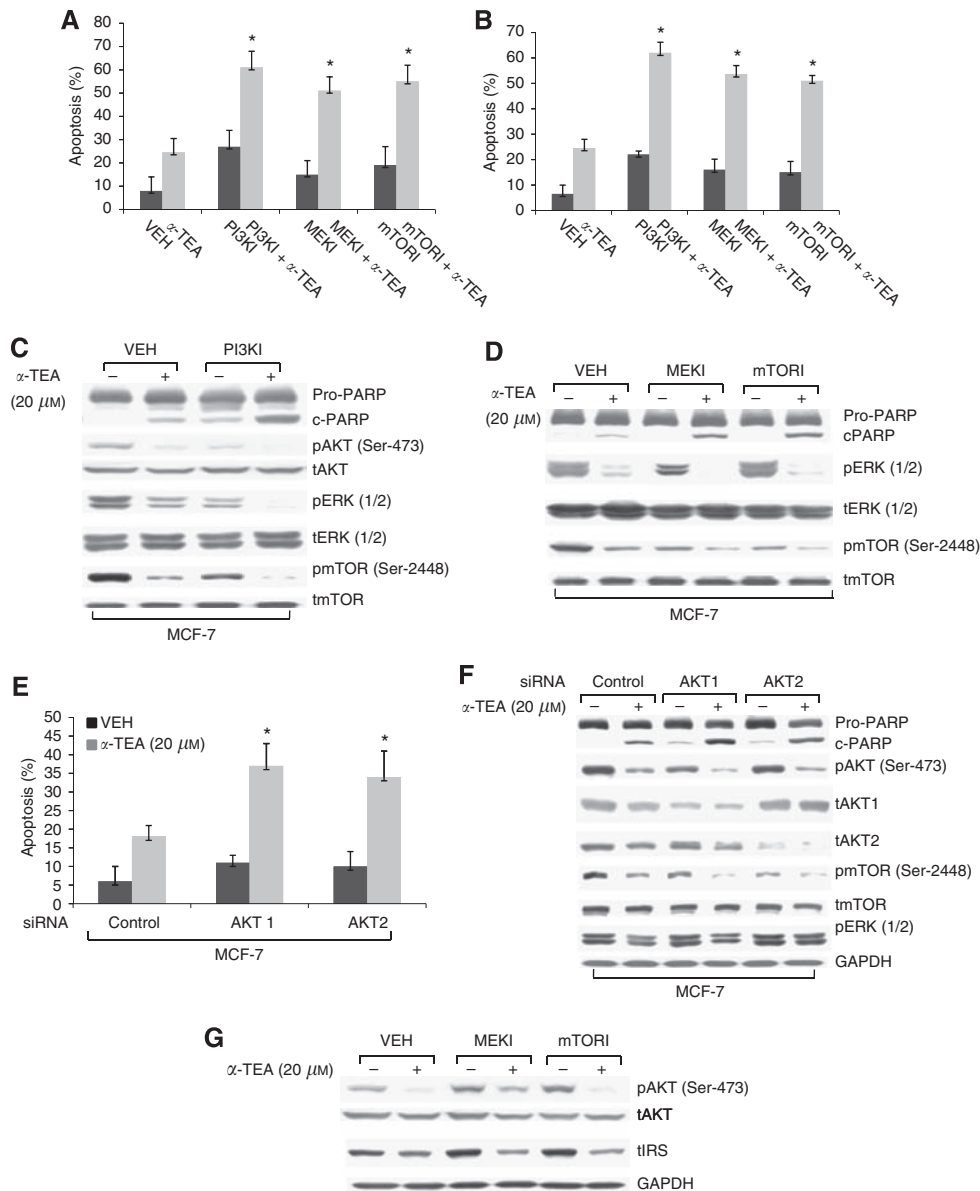 A
Apoptosis (%)
80
70
60
50
40
30
20
10
0
* * *
VEH
α-TEA
PI3KI
PI3KI + α-TEA
MEKI
MEKI + α-TEA
mTORI
mTORI + α-TEA
B
Apoptosis (%)
70
60
50
40
30
20
10
0
* * *
VEH
α-TEA
PI3KI
PI3KI + α-TEA
MEKI
MEKI + α-TEA
mTORI
mTORI + α-TEA
C
VEH PI3KI
α-TEA − + − +
(20 μM)
Pro-PARP
c-PARP
pAKT (Ser-473)
tAKT
pERK (1/2)
tERK (1/2)
pmTOR (Ser-2448)
tmTOR
MCF-7
D
VEH MEKI mTORI
α-TEA − + − + − +
(20 μM)
Pro-PARP
cPARP
pERK (1/2)
tERK (1/2)
pmTOR (Ser-2448)
tmTOR
MCF-7
E
VEH
α-TEA (20 μM)
Apoptosis (%)
50
45
40
35
30
25
20
15
10
5
0
* *
siRNA Control AKT 1 AKT2
MCF-7
F
siRNA Control AKT1 AKT2
α-TEA (20 μM) − + − + − +
Pro-PARP
c-PARP
pAKT (Ser-473)
tAKT1
tAKT2
pmTOR (Ser-2448)
tmTOR
pERK (1/2)
GAPDH
MCF-7
G
VEH MEKI mTORI
α-TEA (20 μM) − + − + − +
pAKT (Ser-473)
tAKT
tIRS
GAPDH